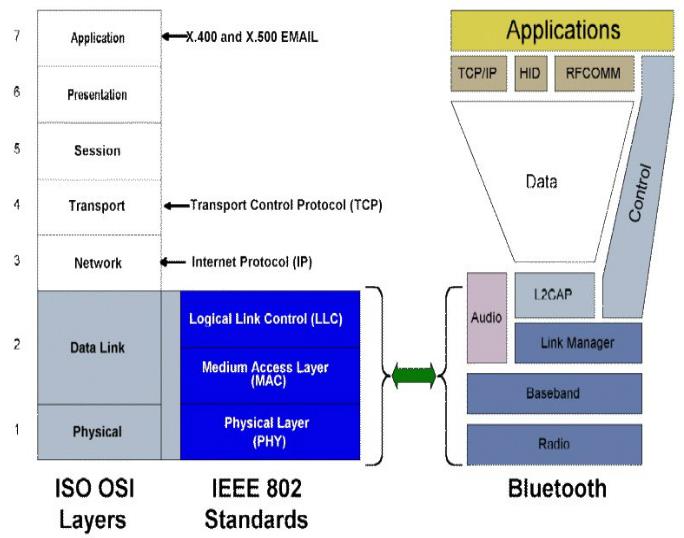 7
Application
X.400 and X.500 EMAIL
6
Presentation
5
Session
4
Transport
Transport Control Protocol (TCP)
3
Network
Internet Protocol (IP)
2
Data Link
Logical Link Control (LLC)
Medium Access Layer
(MAC)
1
Physical
Physical Layer
(PHY)
ISO OSI
Layers
IEEE 802
Standards
Applications
TCP/IP
HID
RFCOMM
Data
Control
Audio
L2CAP
Link Manager
Baseband
Radio
Bluetooth